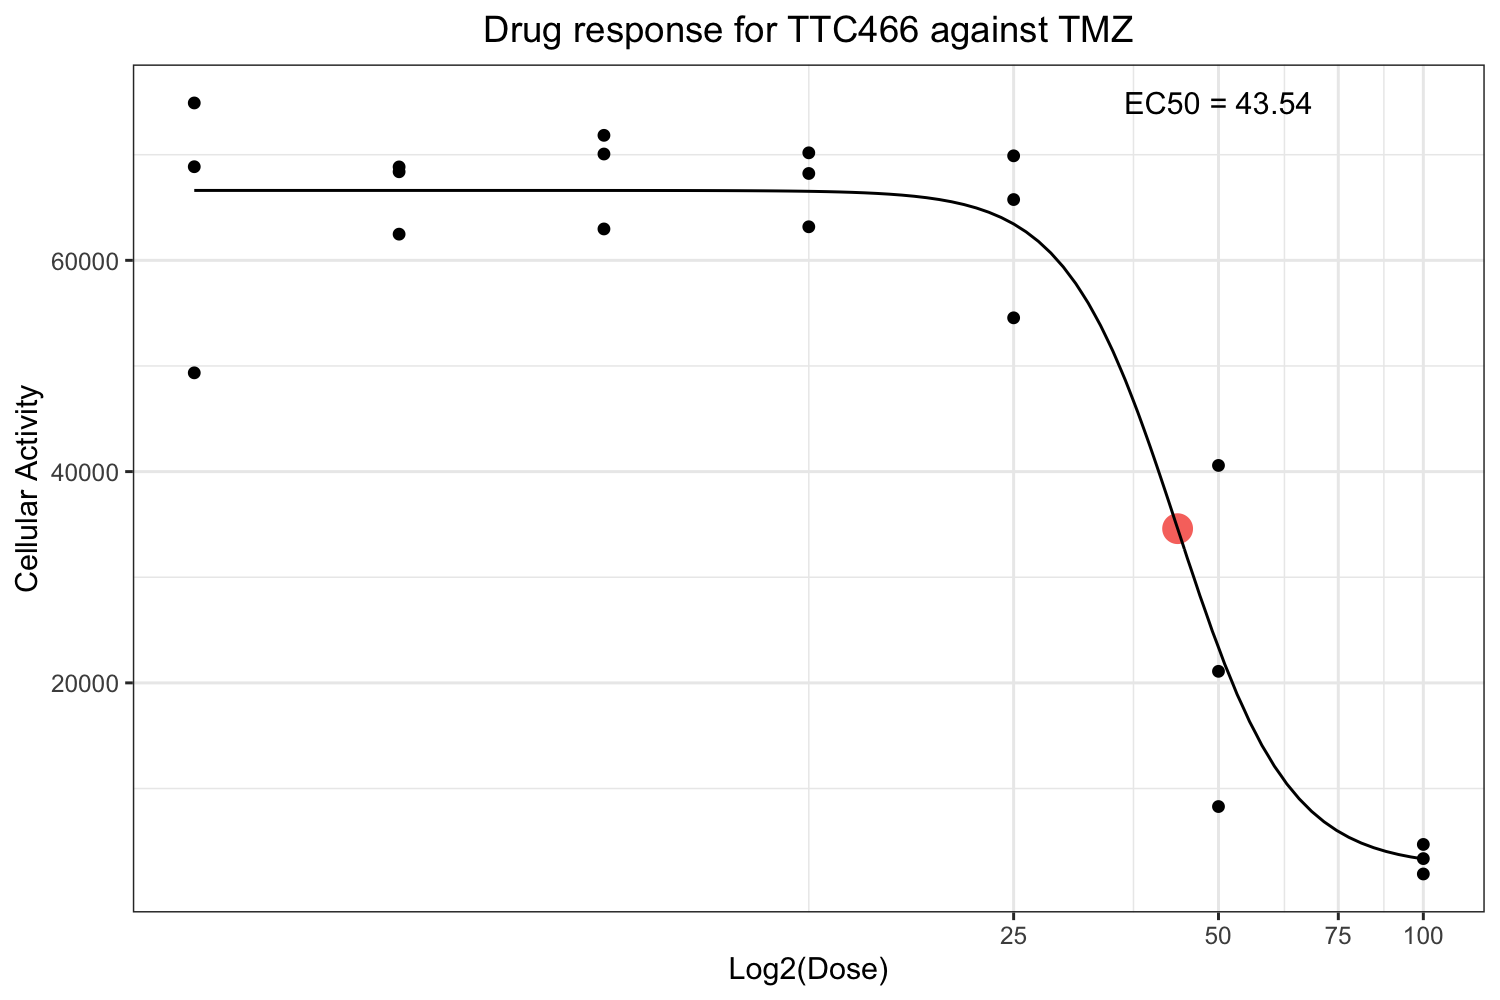 Drug response for TTC466 against TMZ
EC50 = 43.54
60000
40000
20000
Cellular Activity
25 50 75 100
Log2(Dose)